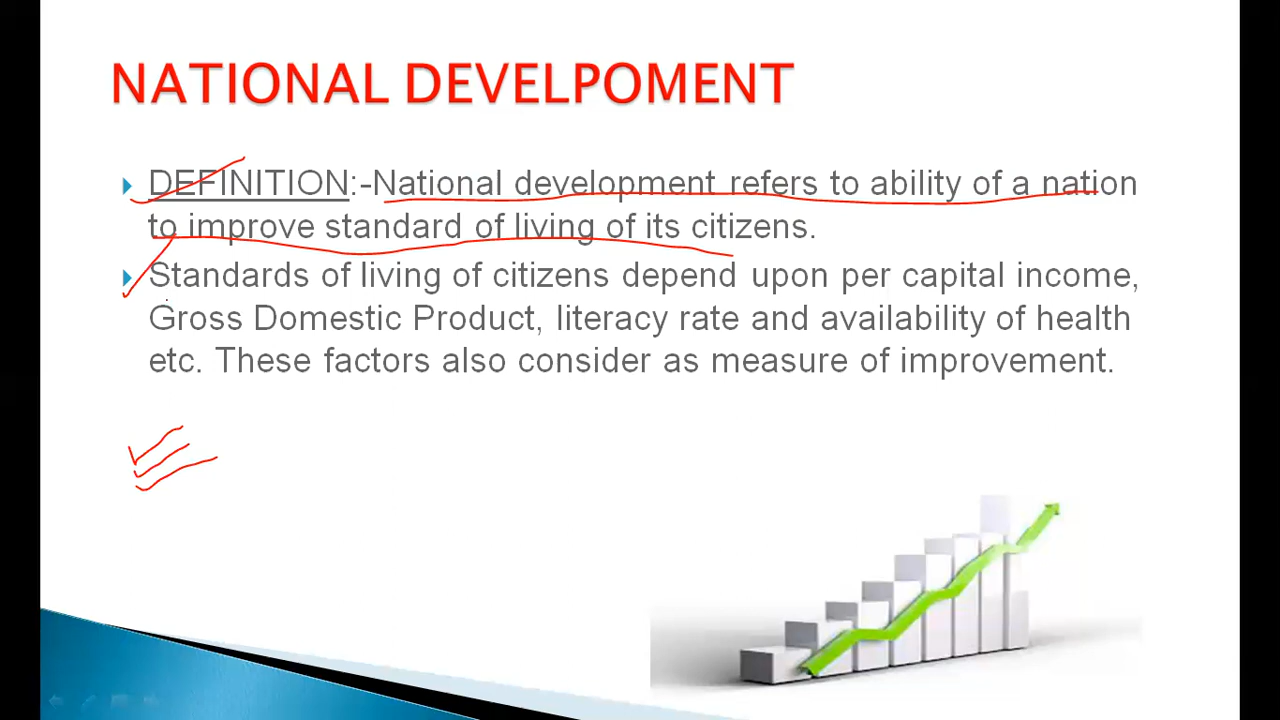 NATIONAL DEVELPOMENT
DEFINITION:-National development refers to ability of a nation
to improve standard of living of its citizens.
Standards of living of citizens depend upon per capital income,
Gross Domestic Product, literacy rate and availability of health
etc. These factors also consider as measure of improvement.